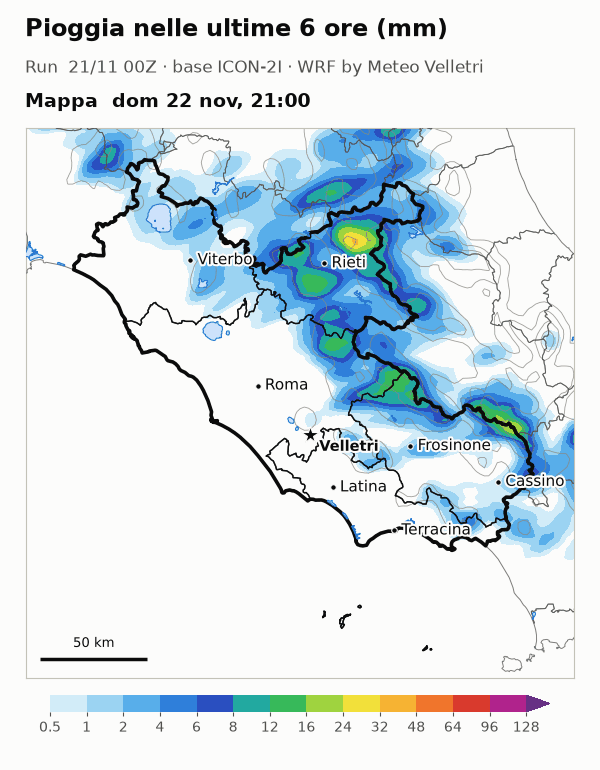 Pioggia nelle ultime 6 ore (mm)
Run  21/11 00Z · base ICON-2I · WRF by Meteo Velletri
Mappa  dom 22 nov, 21:00
Viterbo
Rieti
Roma
Velletri
Frosinone
Cassino
Latina
Terracina
50 km
0.5 1 2 4 6 8 12 16 24 32 48 64 96 128